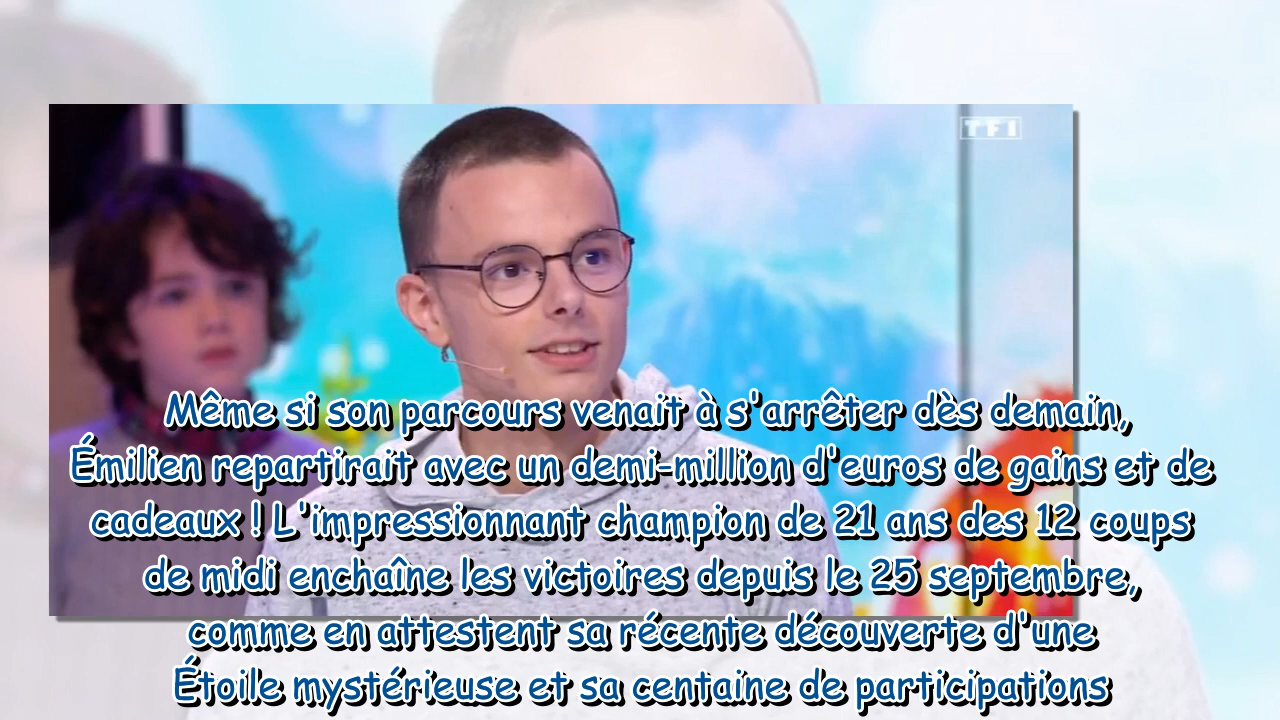 TF1
Même si son parcours venait à s'arrêter dès demain,
Émilien repartirait avec un demi-million d'euros de gains et de
cadeaux ! L'impressionnant champion de 21 ans des 12 coups
de midi enchaîne les victoires depuis le 25 septembre,
comme en attestent sa récente découverte d'une
Étoile mystérieuse et sa centaine de participations